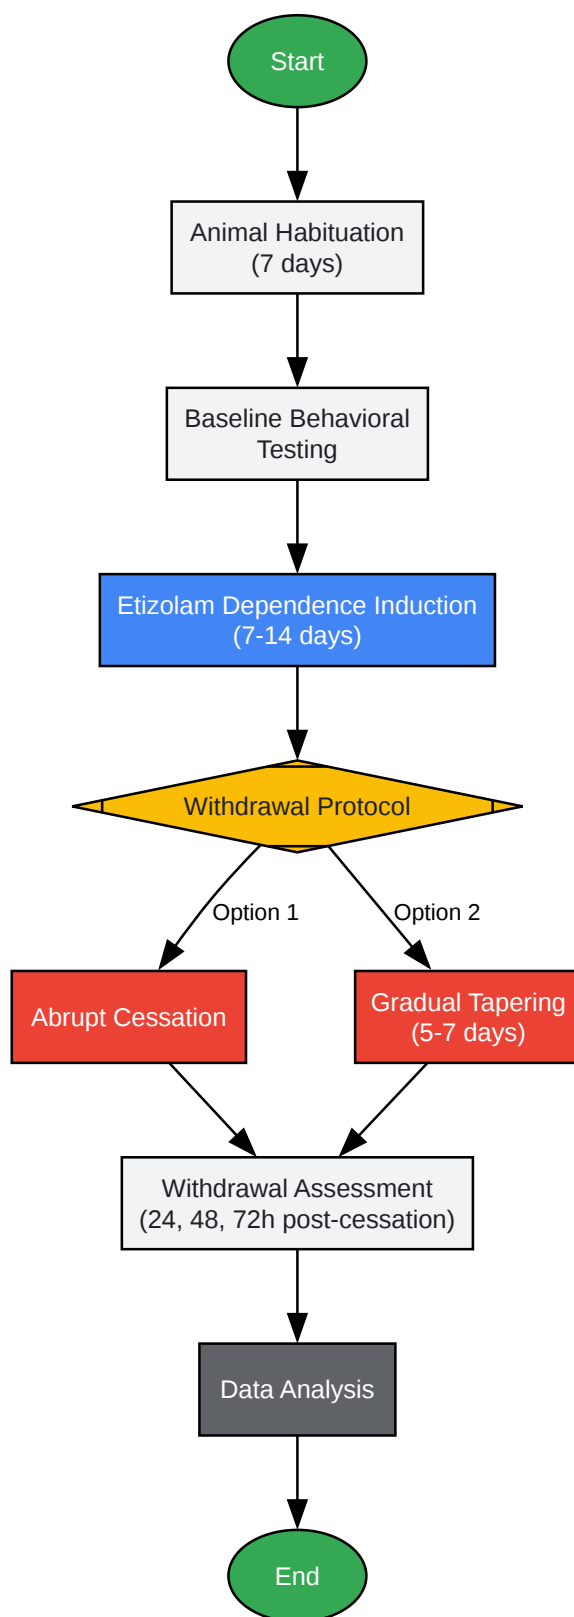 Start
Animal Habituation
(7 days)
Baseline Behavioral
Testing
Etizolam Dependence Induction
(7-14 days)
Withdrawal Protocol
Option 1
Option 2
Abrupt Cessation
Gradual Tapering
(5-7 days)
Withdrawal Assessment
(24, 48, 72h post-cessation)
Data Analysis
End